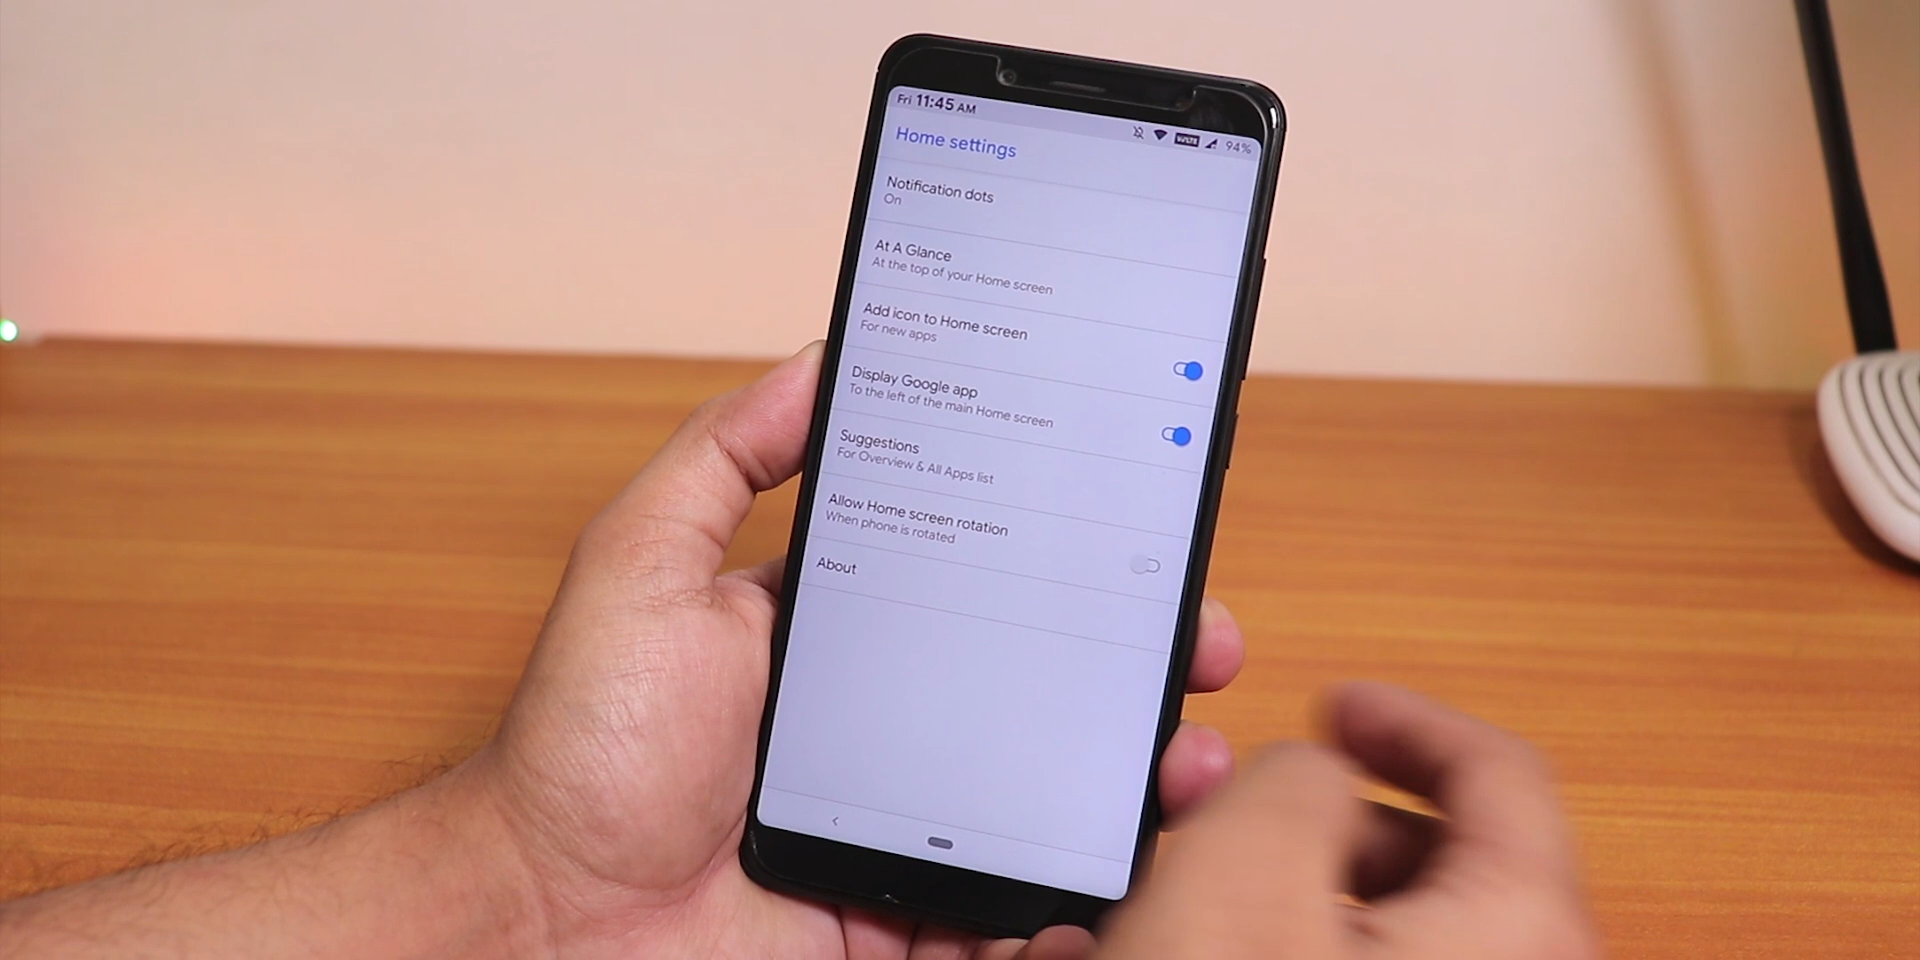 Fri 11:45 AM
VoLTE 94%
Home settings
Notification dots
On
At A Glance
At the top of your Home screen
Add icon to Home screen
For new apps
Display Google app
To the left of the main Home screen
Suggestions
For Overview & All Apps list
Allow Home screen rotation
When phone is rotated
About